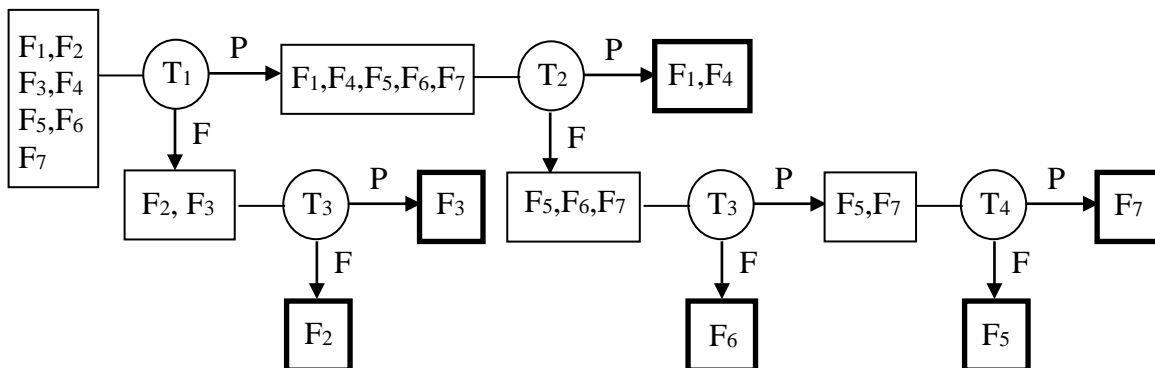 F₁,F₂
F₃,F₄
F₅,F₆
F₇
T₁
P
F₁,F₄,F₅,F₆,F₇
T₂
P
F₁,F₄
F
F
F₂, F₃
T₃
P
F₃
F₅,F₆,F₇
T₃
P
F₅,F₇
T₄
P
F₇
F
F
F
F₂
F₆
F₅